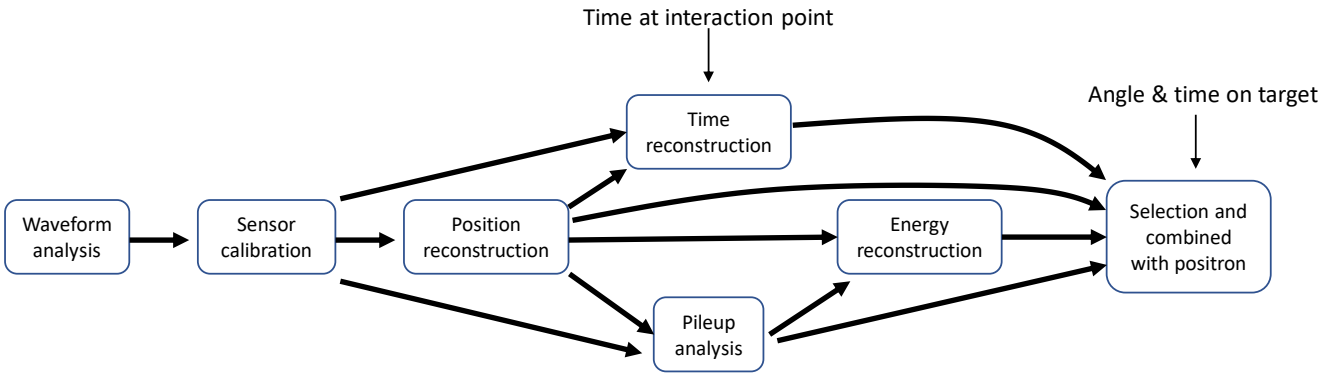 Time at interaction point
Angle & time on target
Time
reconstruction
Waveform
analysis
Sensor
calibration
Position
reconstruction
Energy
reconstruction
Selection and
combined
with positron
Pileup
analysis